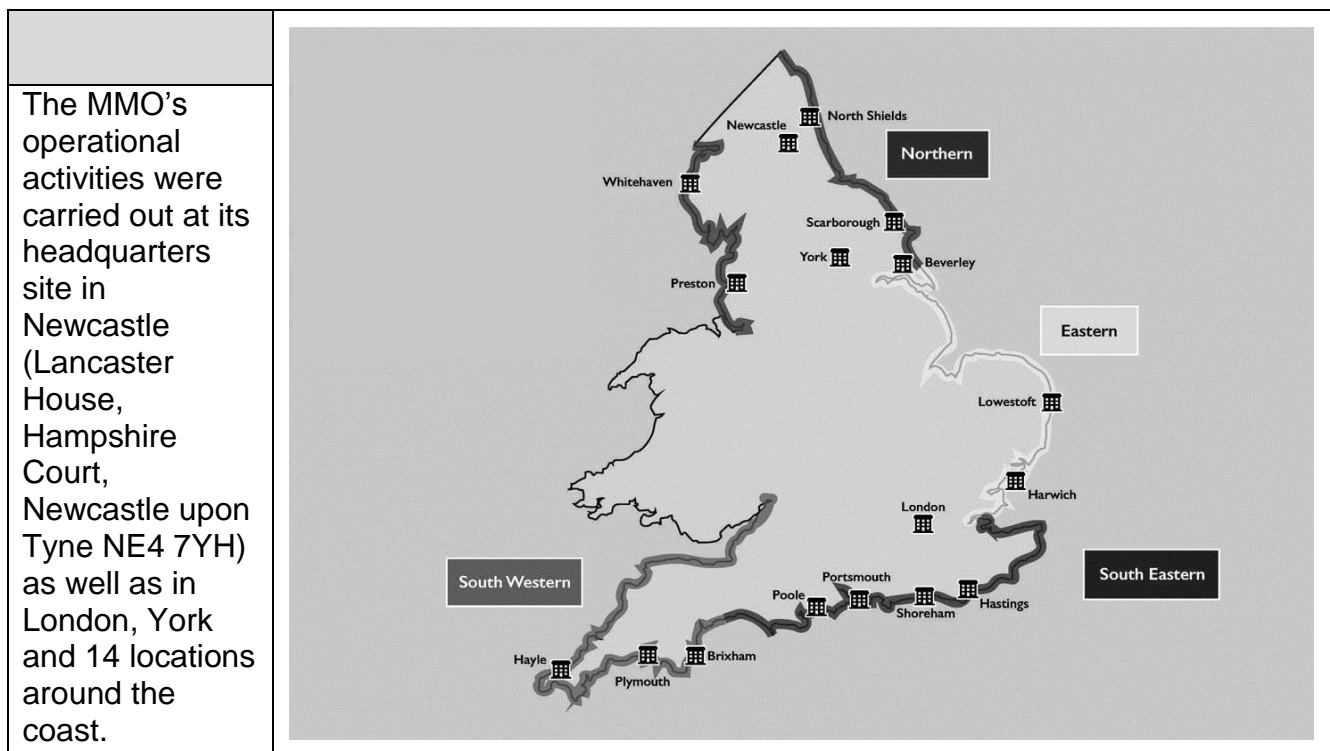 The MMO’s
operational
activities were
carried out at its
headquarters
site in
Newcastle
(Lancaster
House,
Hampshire
Court,
Newcastle upon
Tyne NE4 7YH)
as well as in
London, York
and 14 locations
around the
coast.
North Shields
Newcastle
Northern
Whitehaven
Scarborough
York
Beverley
Preston
Eastern
Lowestoft
Harwich
London
South Western
South Eastern
Portsmouth
Poole
Hastings
Shoreham
Hayle
Brixham
Plymouth